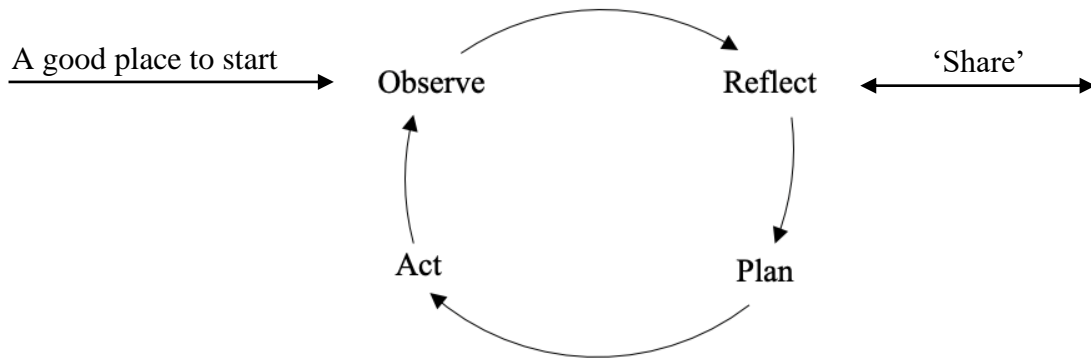 A good place to start
Observe
Reflect
‘Share’
Act
Plan